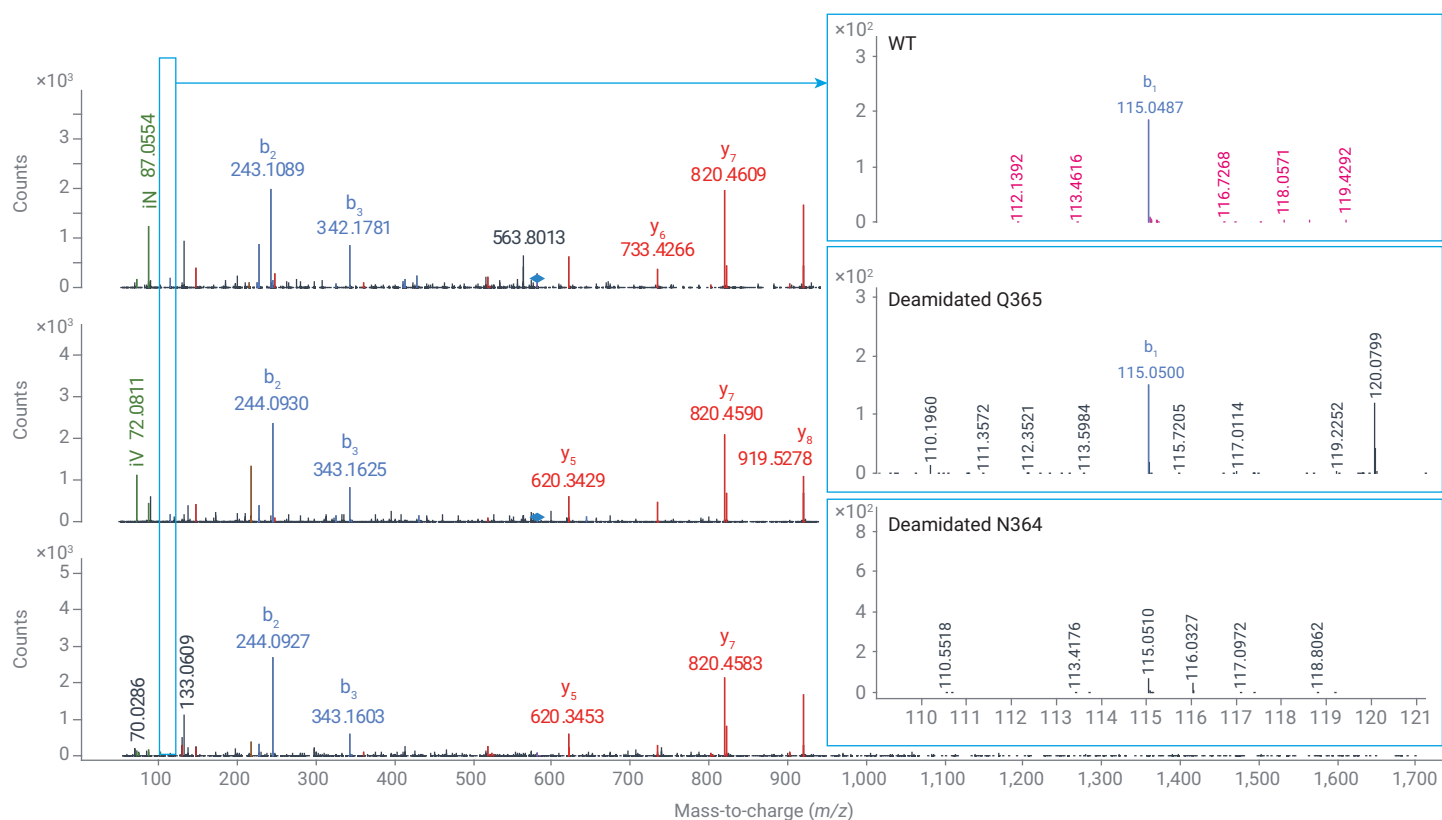 ×10³
Counts
3
2
1
0
iN 87.0554
b₂
243.1089
b₃
342.1781
563.8013
y₆
733.4266
y₇
820.4609
×10³
Counts
4
3
2
1
0
iV 72.0811
b₂
244.0930
b₃
343.1625
y₅
620.3429
y₇
820.4590
y₈
919.5278
×10³
Counts
5
4
3
2
1
0
70.0286
133.0609
b₂
244.0927
b₃
343.1603
y₅
620.3453
y₇
820.4583
100 200 300 400 500 600 700 800 900 1,000 1,100 1,200 1,300 1,400 1,500 1,600 1,700
Mass-to-charge (m/z)
×10²
WT
3
2
1
0
b₁
115.0487
112.1392
113.4616
116.7268
118.0571
119.4292
×10²
Deamidated Q365
3
2
1
0
b₁
115.0500
110.1960
111.3572
112.3521
113.5984
115.7205
117.0114
119.2252
120.0799
×10²
Deamidated N364
8
6
4
2
0
110.5518
113.4176
115.0510
116.0327
117.0972
118.8062
110 111 112 113 114 115 116 117 118 119 120 121